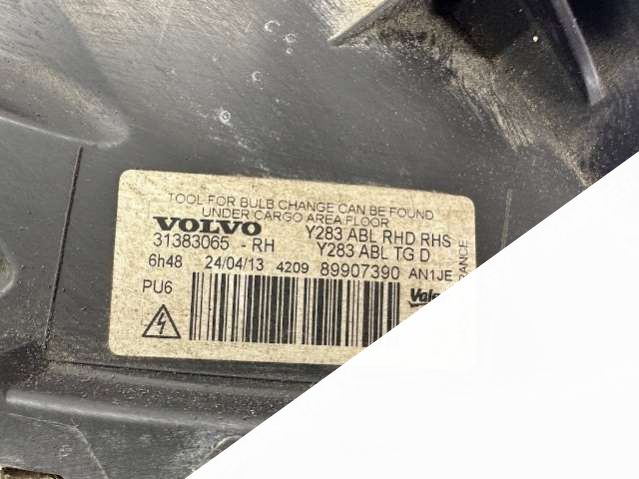 TOOL FOR BULB CHANGE CAN BE FOUND
UNDER CARGO AREA FLOOR
VOLVO Y283 ABL RHD RHS
31383065 - RH Y283 ABL TG D
6h48 24/04/13 4209 89907390 AN1JE
PU6